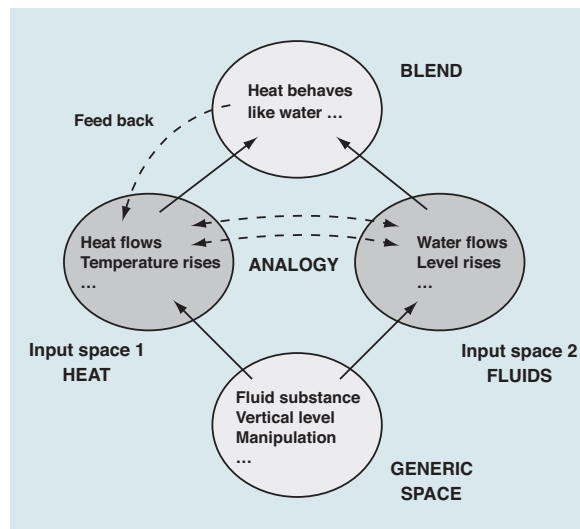 BLEND
Heat behaves
like water …
Feed back
Heat flows
Temperature rises
…
ANALOGY
Water flows
Level rises
…
Input space 1
HEAT
Input space 2
FLUIDS
Fluid substance
Vertical level
Manipulation
…
GENERIC
SPACE